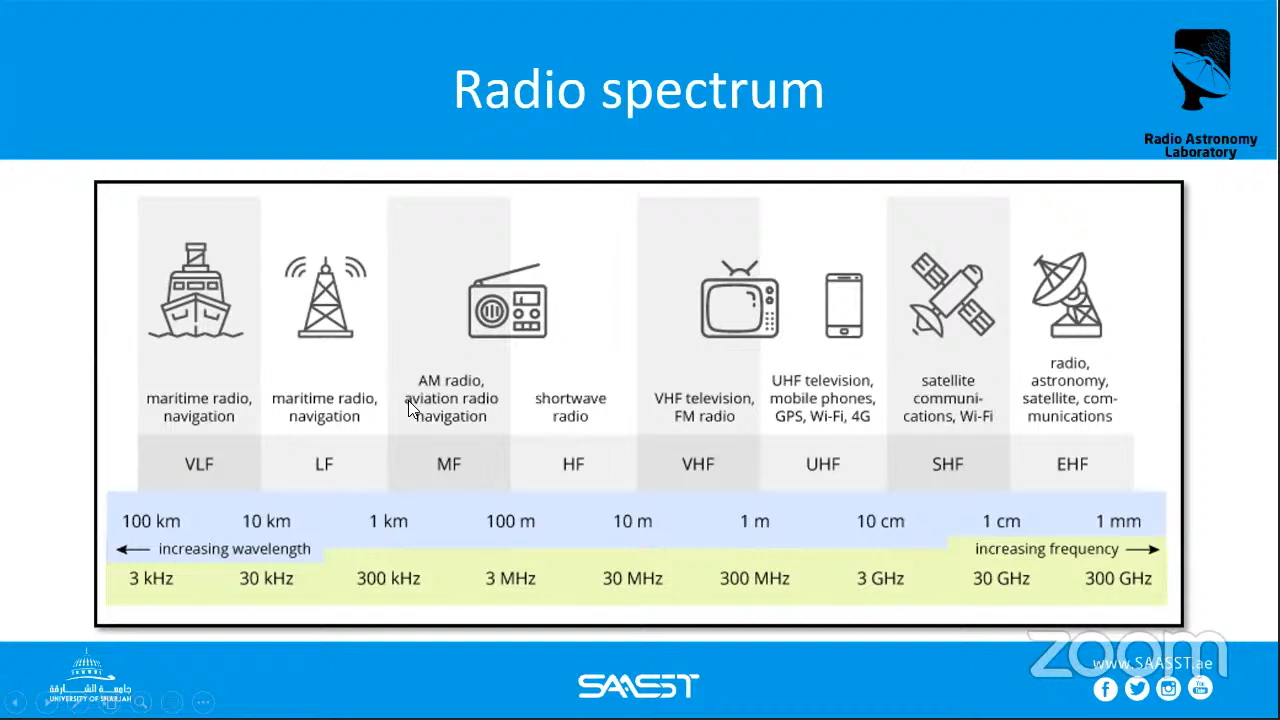 Radio spectrum
Radio Astronomy
Laboratory
maritime radio,
navigation
maritime radio,
navigation
AM radio,
aviation radio
navigation
shortwave
radio
VHF television,
FM radio
UHF television,
mobile phones,
GPS, Wi-Fi, 4G
satellite
communi-
cations, Wi-Fi
radio,
astronomy,
satellite, com-
munications
VLF LF MF HF VHF UHF SHF EHF
100 km 10 km 1 km 100 m 10 m 1 m 10 cm 1 cm 1 mm
increasing wavelength increasing frequency
3 kHz 30 kHz 300 kHz 3 MHz 30 MHz 300 MHz 3 GHz 30 GHz 300 GHz
جامعة الشارقة
UNIVERSITY OF SHARJAH
SAASST
zoom
www.SAASST.ae
You
Tube